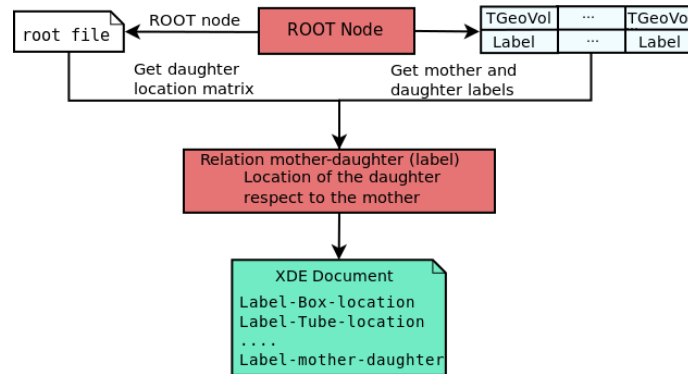 root file
ROOT node
ROOT Node
TGeoVol ... TGeoVol
Label ... Label
Get daughter
location matrix
Get mother and
daughter labels
Relation mother-daughter (label)
Location of the daughter
respect to the mother
XDE Document
Label-Box-location
Label-Tube-location
....
Label-mother-daughter